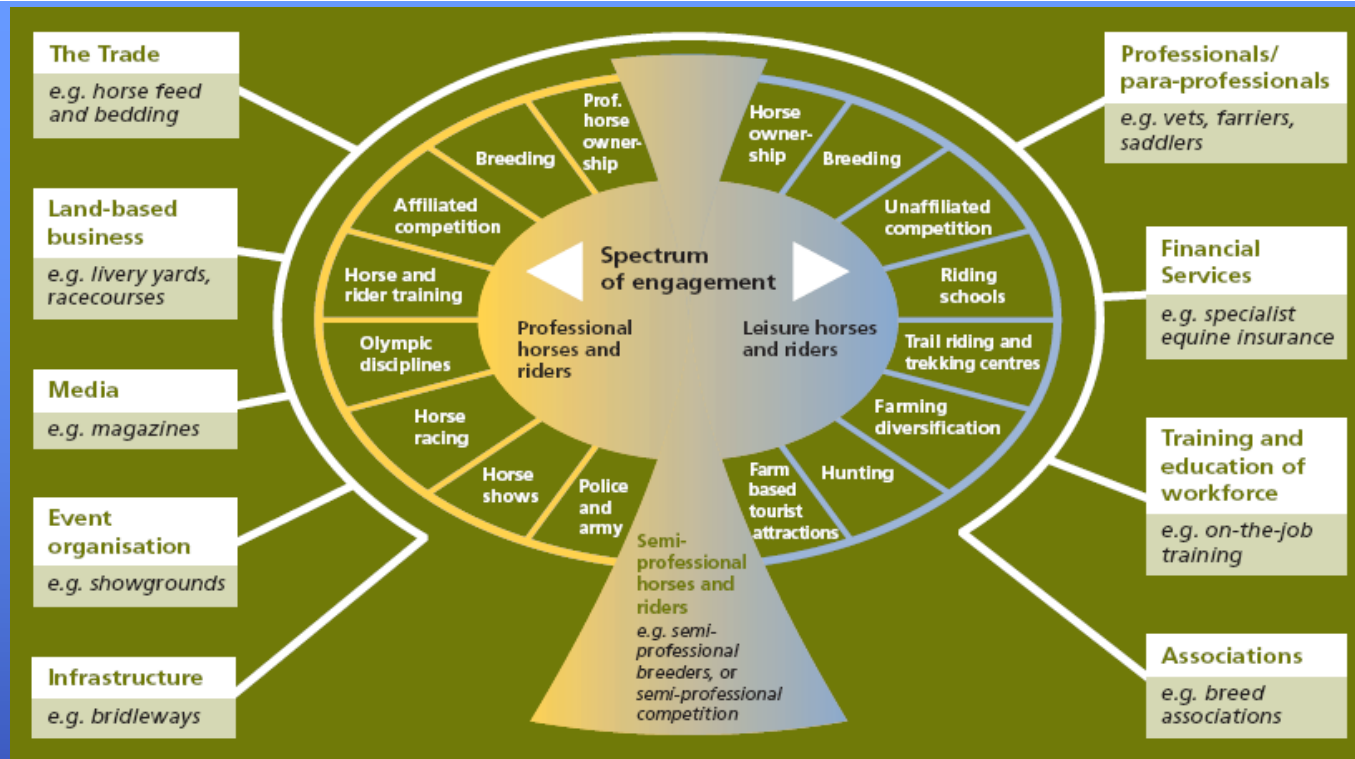 The Trade
e.g. horse feed
and bedding
Land-based
business
e.g. livery yards,
racecourses
Media
e.g. magazines
Event
organisation
e.g. showgrounds
Infrastructure
e.g. bridleways
Prof.
horse
owner-
ship
Breeding
Affiliated
competition
Horse and
rider training
Olympic
disciplines
Horse
racing
Horse
shows
Police
and
army
Spectrum
of engagement
Professional
horses and
riders
Leisure horses
and riders
Horse
owner-
ship
Breeding
Unaffiliated
competition
Riding
schools
Trail riding and
trekking centres
Farming
diversification
Hunting
Farm
based
tourist
attractions
Semi-
professional
horses and
riders
e.g. semi-
professional
breeders, or
semi-professional
competition
Professionals/
para-professionals
e.g. vets, farriers,
saddlers
Financial
Services
e.g. specialist
equine insurance
Training and
education of
workforce
e.g. on-the-job
training
Associations
e.g. breed
associations